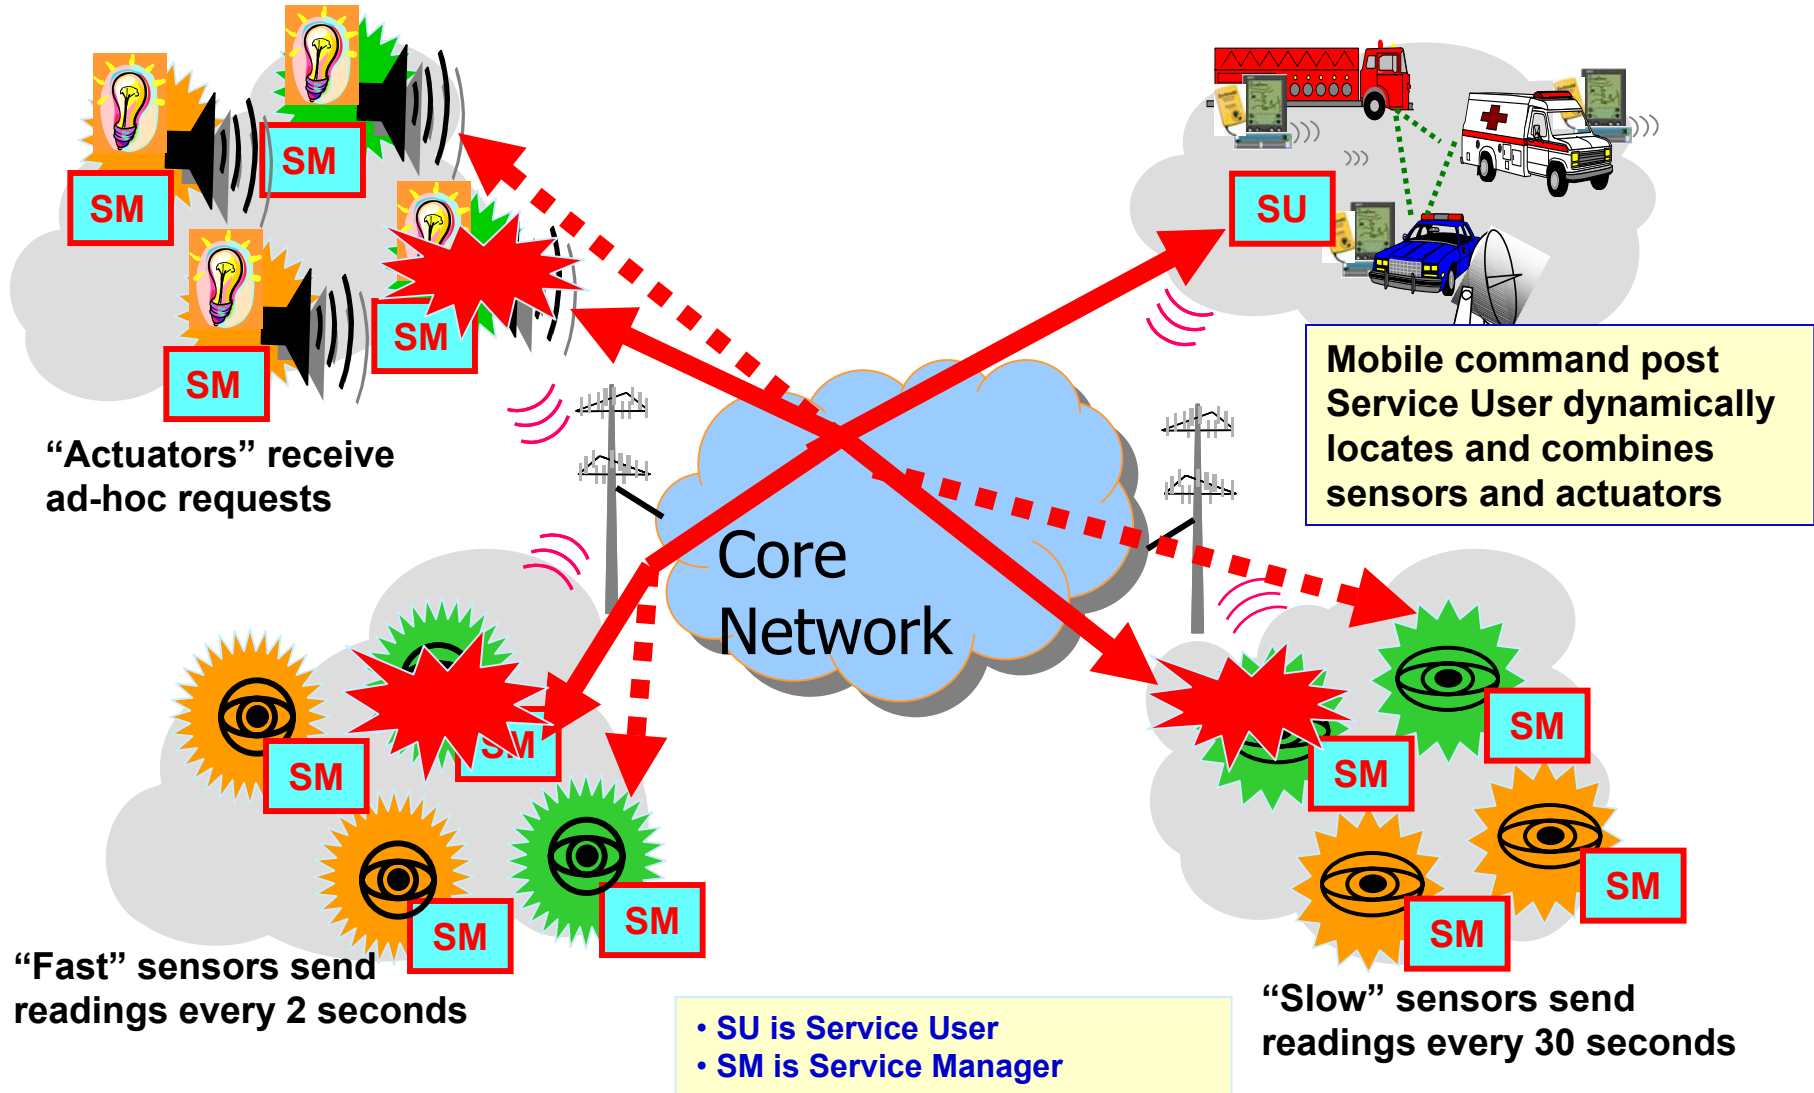 SM
SM
SM
SM
“Actuators” receive
ad-hoc requests
SU
Mobile command post
Service User dynamically
locates and combines
sensors and actuators
Core
Network
SM
SM
SM
SM
“Fast” sensors send
readings every 2 seconds
SM
SM
SM
SM
“Slow” sensors send
readings every 30 seconds
• SU is Service User
• SM is Service Manager